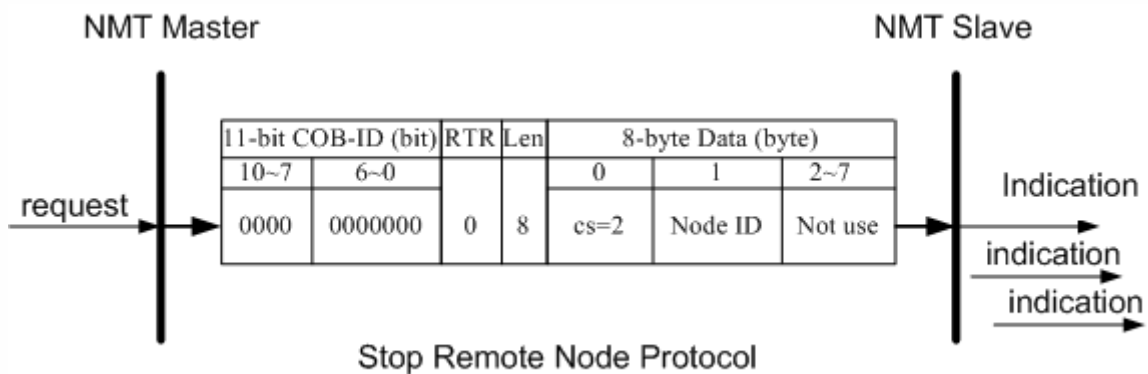 NMT Master NMT Slave
11-bit COB-ID (bit) RTR Len 8-byte Data (byte)
10~7 6~0 0 1 2~7
request 0000 0000000 0 8 cs=2 Node ID Not use Indication
indication
indication
Stop Remote Node Protocol